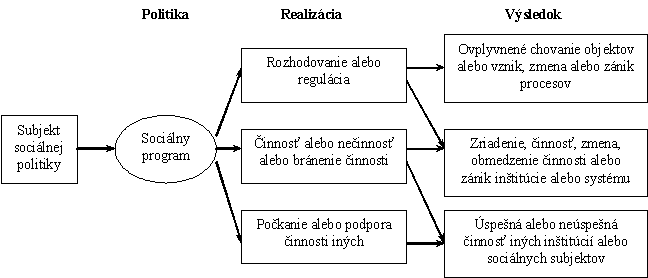 Politika
Realizácia
Výsledok
Subjekt
sociálnej
politiky
Sociálny
program
Rozhodovanie alebo
regulácia
Činnosť alebo nečinnosť
alebo bránenie činnosti
Počkanie alebo podpora
činnosti iných
Ovplyvnené chovanie objektov
alebo vznik, zmena alebo zánik
procesov
Zriadenie, činnosť, zmena,
obmedzenie činnosti alebo
zánik inštitúcie alebo systému
Úspešná alebo neúspešná
činnosť iných inštitúcií alebo
sociálnych subjektov